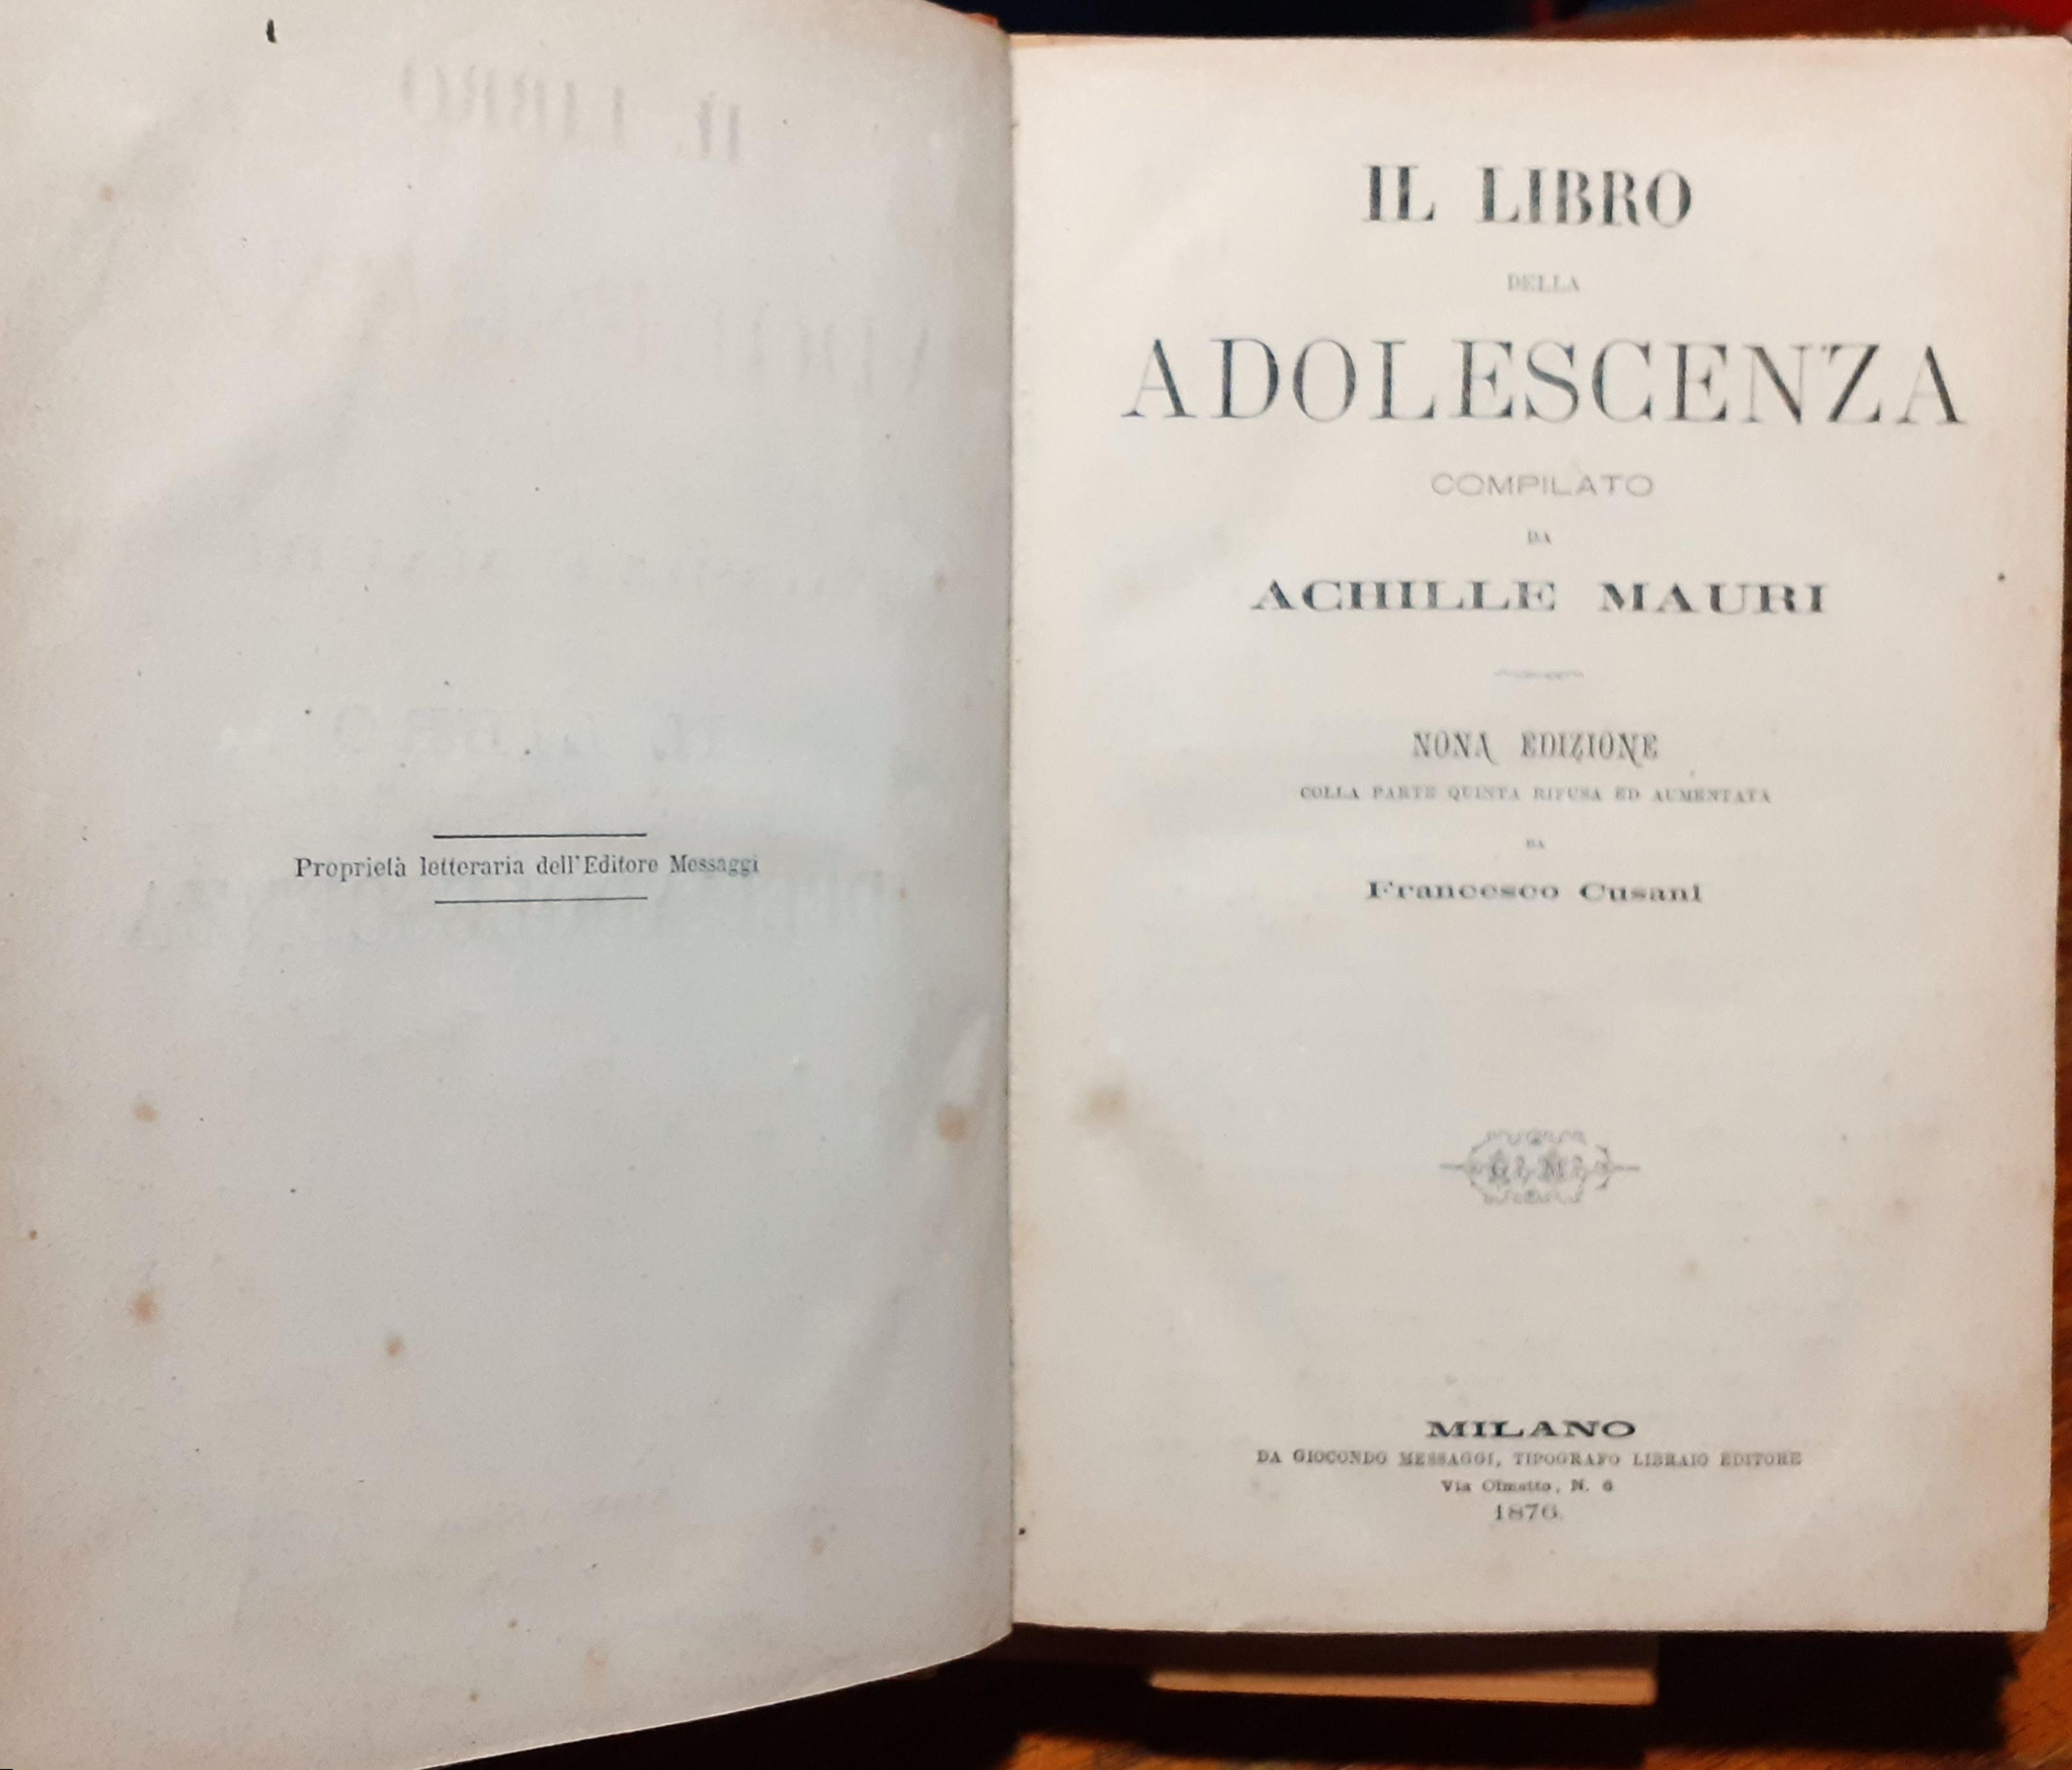 Proprietà letteraria dell'Editore Messaggi
IL LIBRO
DELLA
ADOLESCENZA
COMPILATO
DA
ACHILLE MAURI
NONA EDIZIONE
COLLA PARTE QUINTA RIFUSA ED AUMENTATA
DA
Francesco Cusani
G. M.
MILANO
DA GIOCONDO MESSAGGI, TIPOGRAFO LIBRAIO EDITORE
Via Olmetto, N. 6
1876.